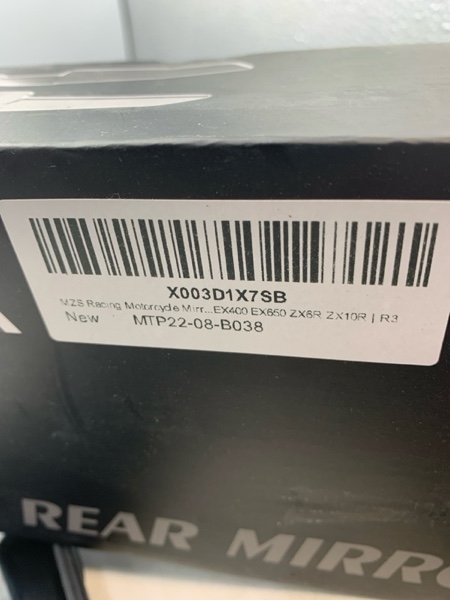 X003D1X7SB
MZS Racing Motorcycle Mirr...EX400 EX650 ZX6R ZX10R | R3
New MTP22-08-B038
REAR MIRR